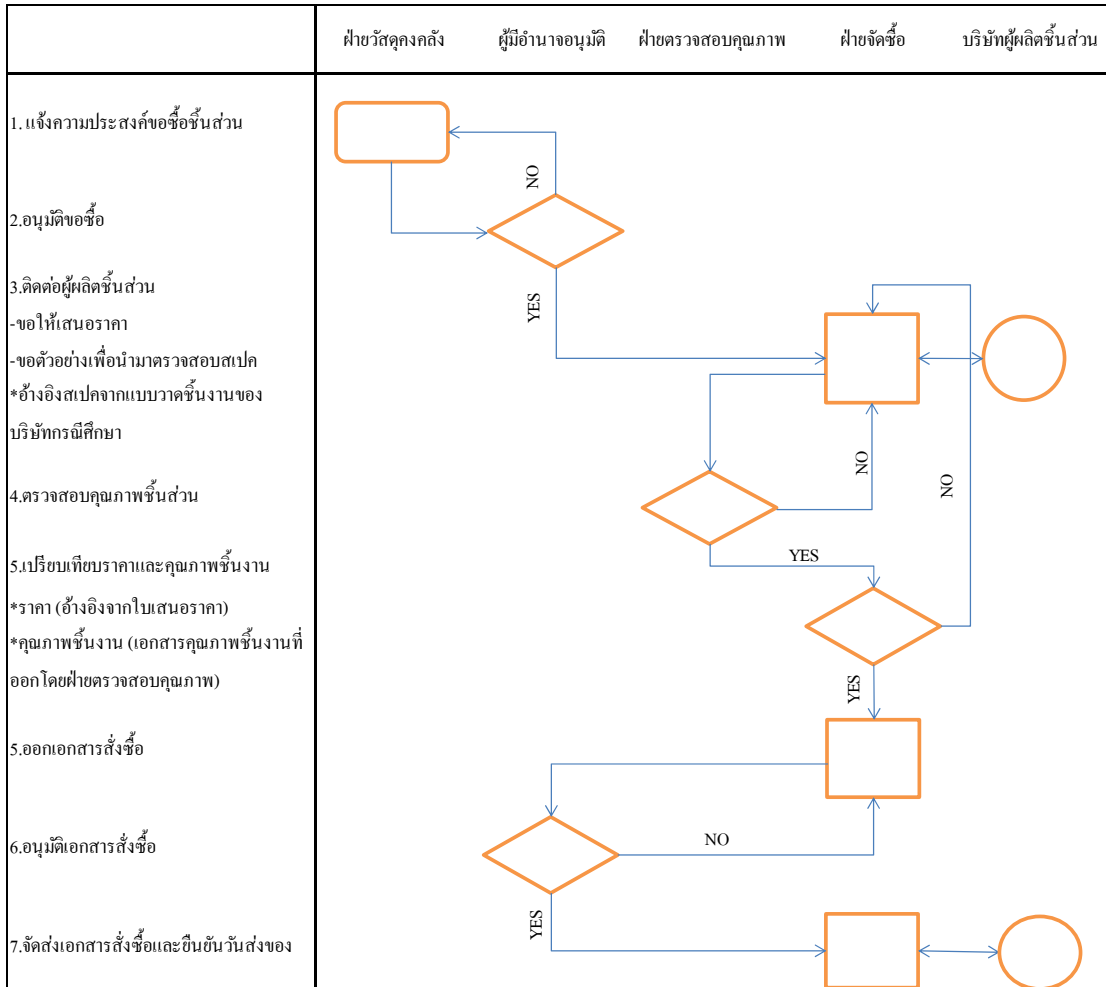 ฝ่ายวัสดุคงคลัง ผู้มีอำนาจอนุมัติ ฝ่ายตรวจสอบคุณภาพ ฝ่ายจัดซื้อ บริษัทผู้ผลิตชิ้นส่วน
1. แจ้งความประสงค์ขอซื้อชิ้นส่วน
NO
2.อนุมัติขอซื้อ
3.ติดต่อผู้ผลิตชิ้นส่วน
YES
-ขอให้เสนอราคา
-ขอตัวอย่างเพื่อนำมาตรวจสอบสเปค
*อ้างอิงสเปคจากแบบวาดชิ้นงานของ
บริษัทกรณีศึกษา
NO
NO
4.ตรวจสอบคุณภาพชิ้นส่วน
YES
5.เปรียบเทียบราคาและคุณภาพชิ้นงาน
*ราคา (อ้างอิงจากใบเสนอราคา)
*คุณภาพชิ้นงาน (เอกสารคุณภาพชิ้นงานที่
ออกโดยฝ่ายตรวจสอบคุณภาพ)
YES
5.ออกเอกสารสั่งซื้อ
NO
6.อนุมัติเอกสารสั่งซื้อ
YES
7.จัดส่งเอกสารสั่งซื้อและยืนยันวันส่งของ